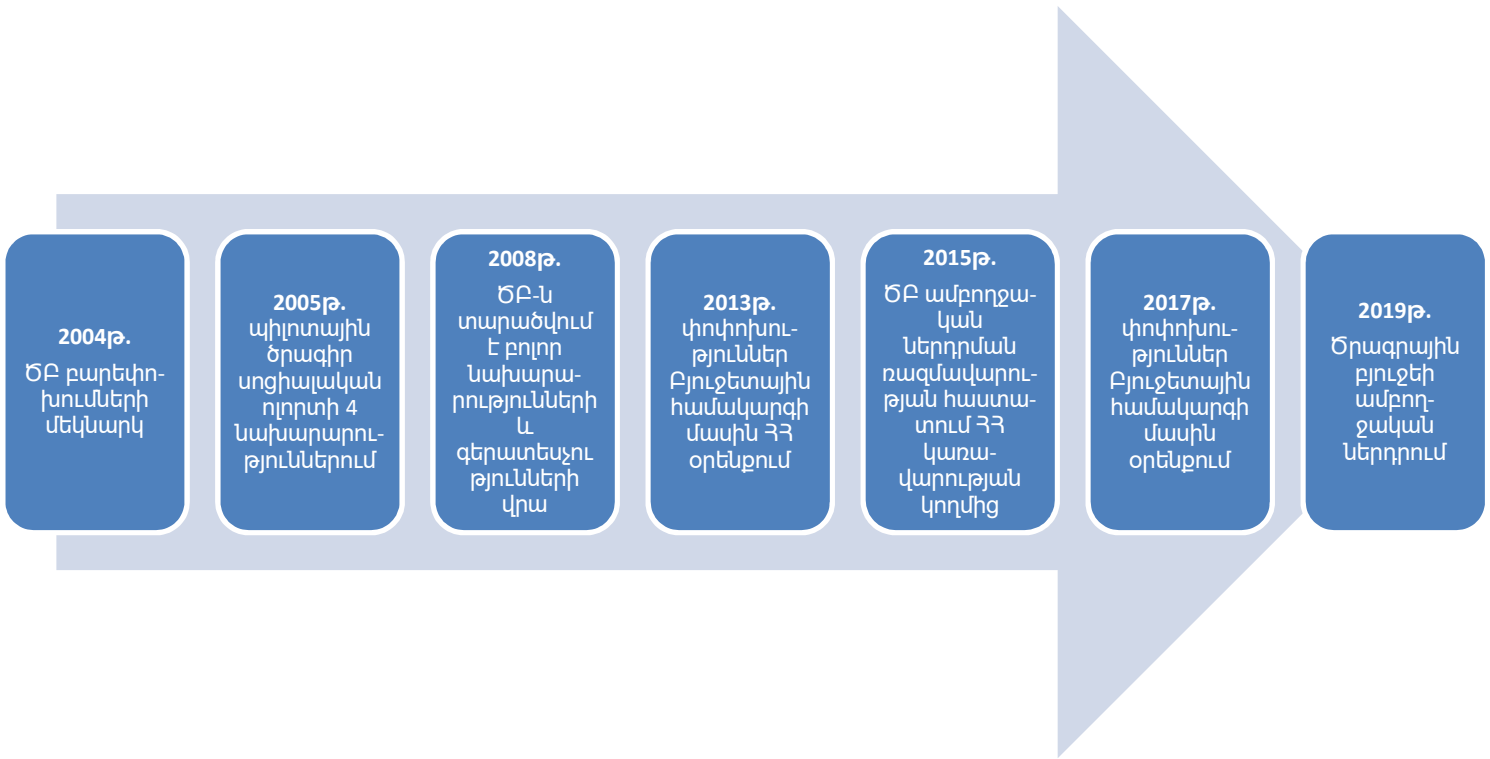 2004թ.
ԾԲ բարեփո-
խումների
մեկնարկ
2005թ.
պիլոտային
ծրագիր
սոցիալական
ոլորտի 4
նախարարու-
թյուններում
2008թ.
ԾԲ-ն
տարածվում
է բոլոր
նախարա-
րությունների
և
գերատեսչու
թյունների
վրա
2013թ.
փոփոխու-
թյուններ
Բյուջետային
համակարգի
մասին ՀՀ
օրենքում
2015թ.
ԾԲ ամբողջա-
կան
ներդրման
ռազմավարու-
թյան հաստա-
տում ՀՀ
կառա-
վարության
կողմից
2017թ.
փոփոխու-
թյուններ
Բյուջետային
համակարգի
մասին
օրենքում
2019թ.
Ծրագրային
բյուջեի
ամբող-
ջական
ներդրում